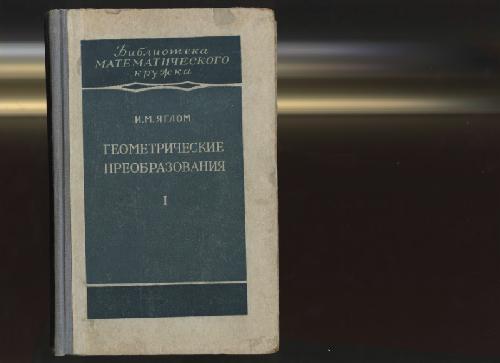 Библиотека
МАТЕМАТИЧЕСКОГО
кружка
И.М. ЯГЛОМ
ГЕОМЕТРИЧЕСКИЕ
ПРЕОБРАЗОВАНИЯ
I